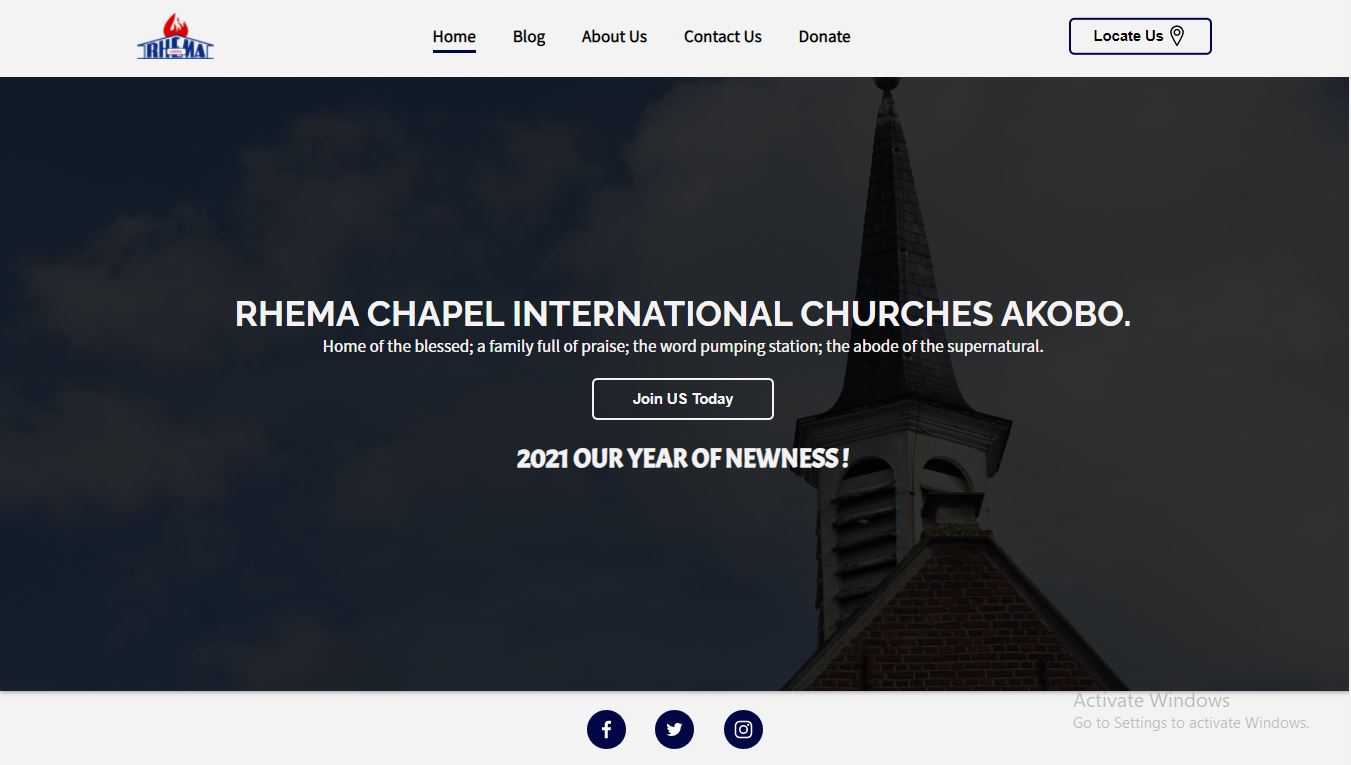 RHEMA
Home
Blog
About Us
Contact Us
Donate
Locate Us
RHEMA CHAPEL INTERNATIONAL CHURCHES AKOBO.
Home of the blessed; a family full of praise; the word pumping station; the abode of the supernatural.
Join US Today
2021 OUR YEAR OF NEWNESS !
Activate Windows
Go to Settings to activate Windows.